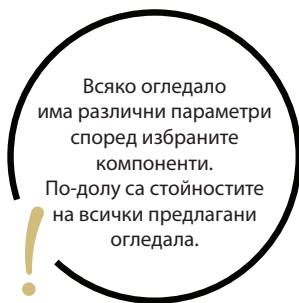 Всяко огледало
има различни параметри
според избраните
компоненти.
По-долу са стойностите
на всички предлагани
огледала.
!